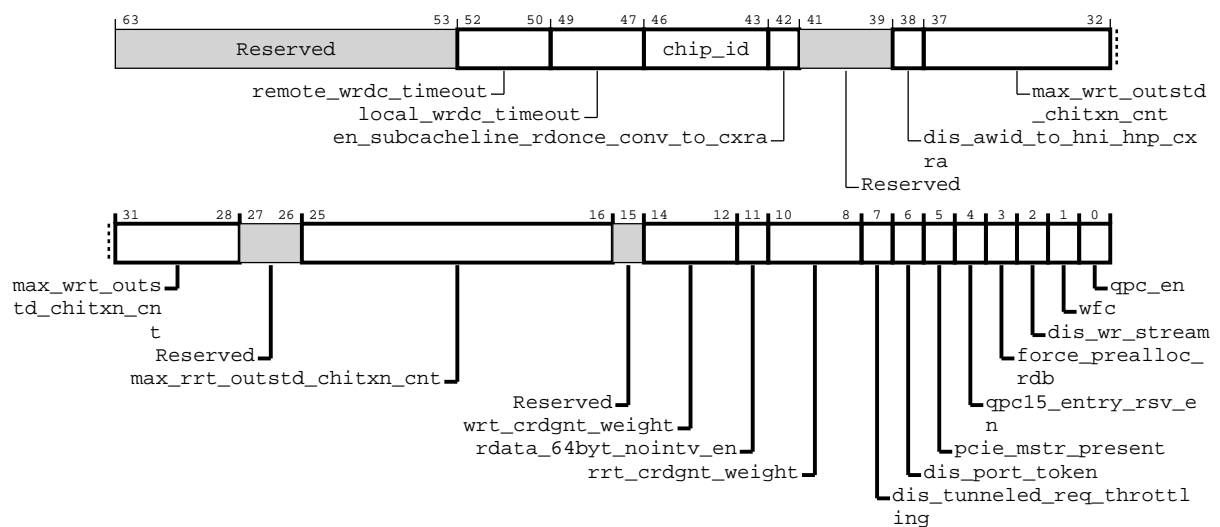 63 53 52 50 49 47 46 43 42 41 39 38 37 32
Reserved chip_id
remote_wrdc_timeout max_wrt_outstd
local_wrdc_timeout _chitxn_cnt
en_subcacheline_rdonce_conv_to_cxra dis_awid_to_hni_hnp_cx
ra
Reserved
31 28 27 26 25 16 15 14 12 11 10 8 7 6 5 4 3 2 1 0
max_wrt_outs qpc_en
td_chitxn_cn wfc
t dis_wr_stream
Reserved force_prealloc_
max_rrt_outstd_chitxn_cnt rdb
Reserved qpc15_entry_rsv_e
wrt_crdgnt_weight n
rdata_64byt_nointv_en pcie_mstr_present
rrt_crdgnt_weight dis_port_token
dis_tunneled_req_throttl
ing